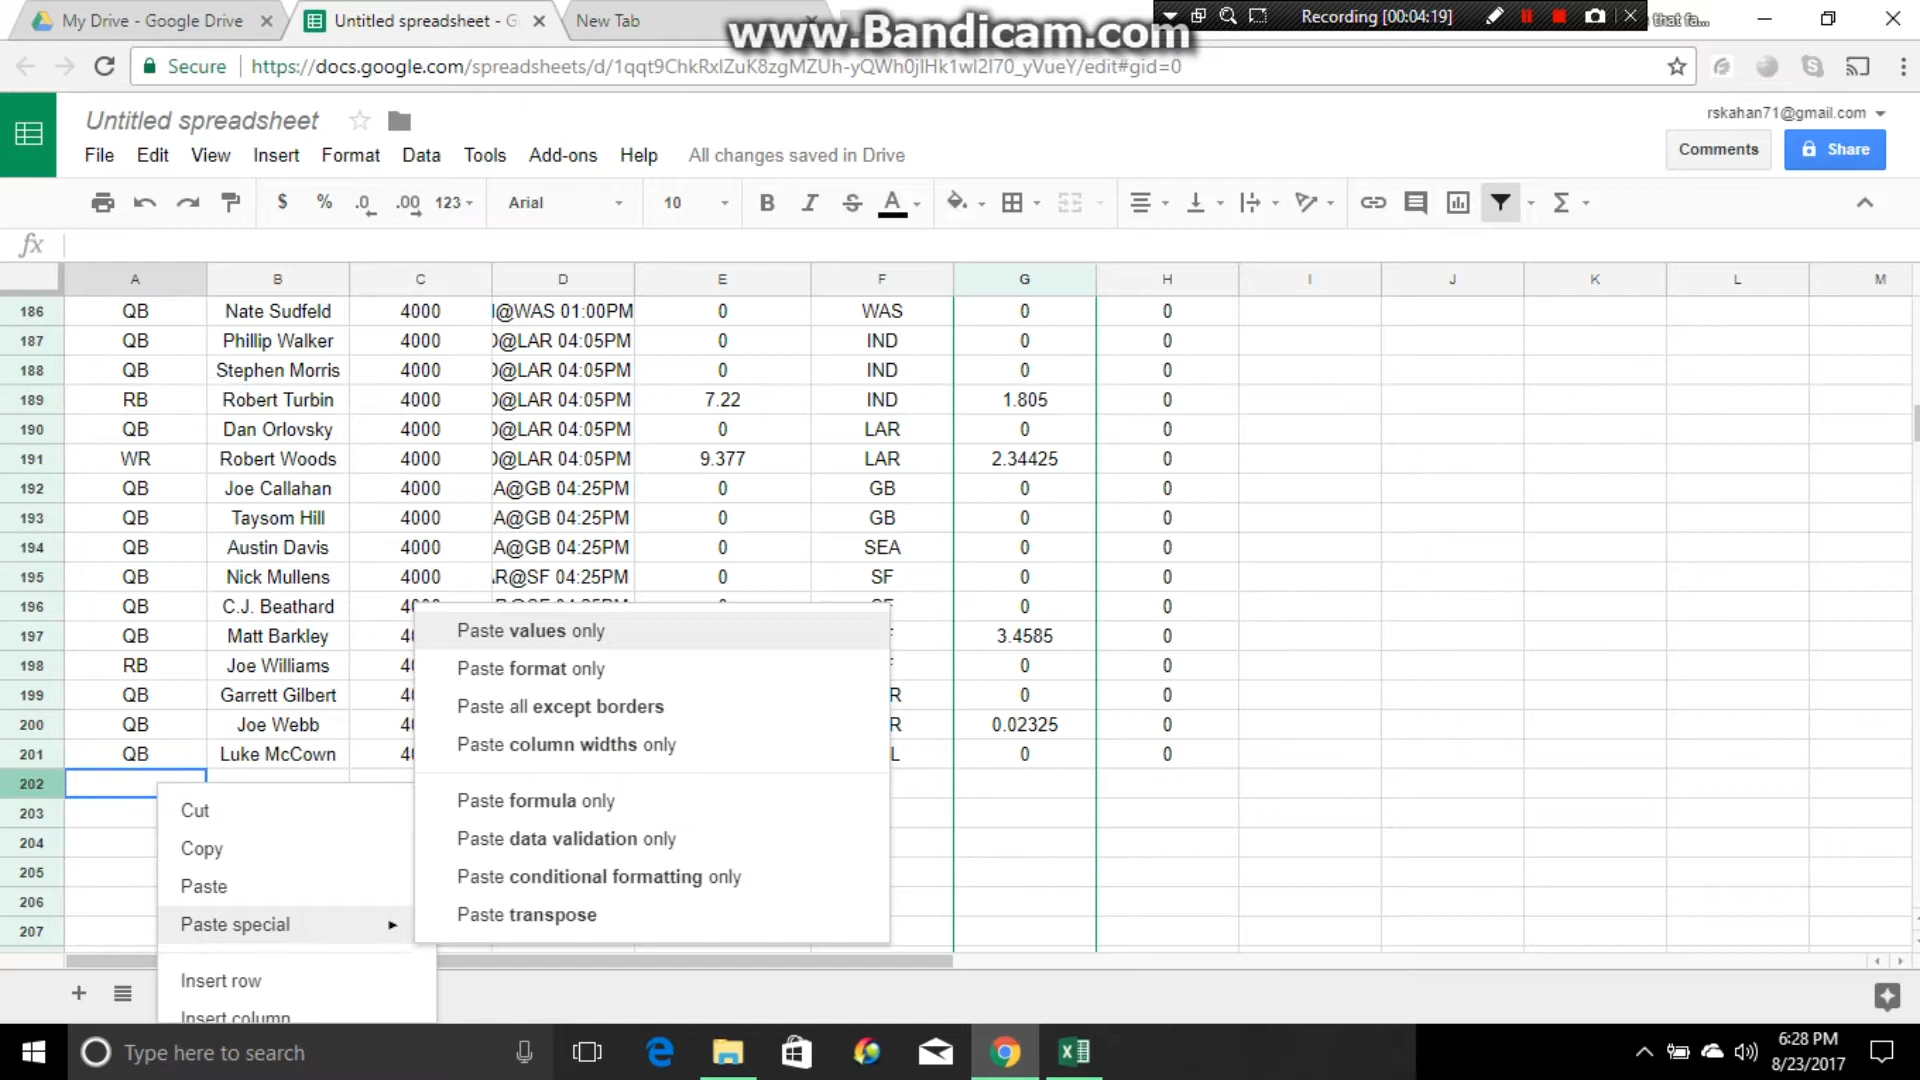 My Drive - Google Drive
Untitled spreadsheet - G
New Tab
www.Bandicam.com
Recording [00:04:19]
that fa...
Secure
https://docs.google.com/spreadsheets/d/1qqt9ChkRxlZuK8zgMZUh-yQWh0jlHk1wl2I70_yVueY/edit#gid=0
Untitled spreadsheet
rskahan71@gmail.com
File Edit View Insert Format Data Tools Add-ons Help All changes saved in Drive
Comments
Share
$ % .0 .00 123 Arial 10 B I S A Σ
fx
A B C D E F G H I J K L M
186 QB Nate Sudfeld 4000 @WAS 01:00PM 0 WAS 0 0
187 QB Phillip Walker 4000 @LAR 04:05PM 0 IND 0 0
188 QB Stephen Morris 4000 @LAR 04:05PM 0 IND 0 0
189 RB Robert Turbin 4000 @LAR 04:05PM 7.22 IND 1.805 0
190 QB Dan Orlovsky 4000 @LAR 04:05PM 0 LAR 0 0
191 WR Robert Woods 4000 @LAR 04:05PM 9.377 LAR 2.34425 0
192 QB Joe Callahan 4000 A@GB 04:25PM 0 GB 0 0
193 QB Taysom Hill 4000 A@GB 04:25PM 0 GB 0 0
194 QB Austin Davis 4000 A@GB 04:25PM 0 SEA 0 0
195 QB Nick Mullens 4000 AR@SF 04:25PM 0 SF 0 0
196 QB C.J. Beathard 0 0
197 QB Matt Barkley 3.4585 0
198 RB Joe Williams 0 0
199 QB Garrett Gilbert R 0 0
200 QB Joe Webb R 0.02325 0
201 QB Luke McCown L 0 0
202
203
204
205
206
207
Paste values only
Paste format only
Paste all except borders
Paste column widths only
Paste formula only
Paste data validation only
Paste conditional formatting only
Paste transpose
Cut
Copy
Paste
Paste special
Insert row
Insert column
Type here to search
6:28 PM
8/23/2017